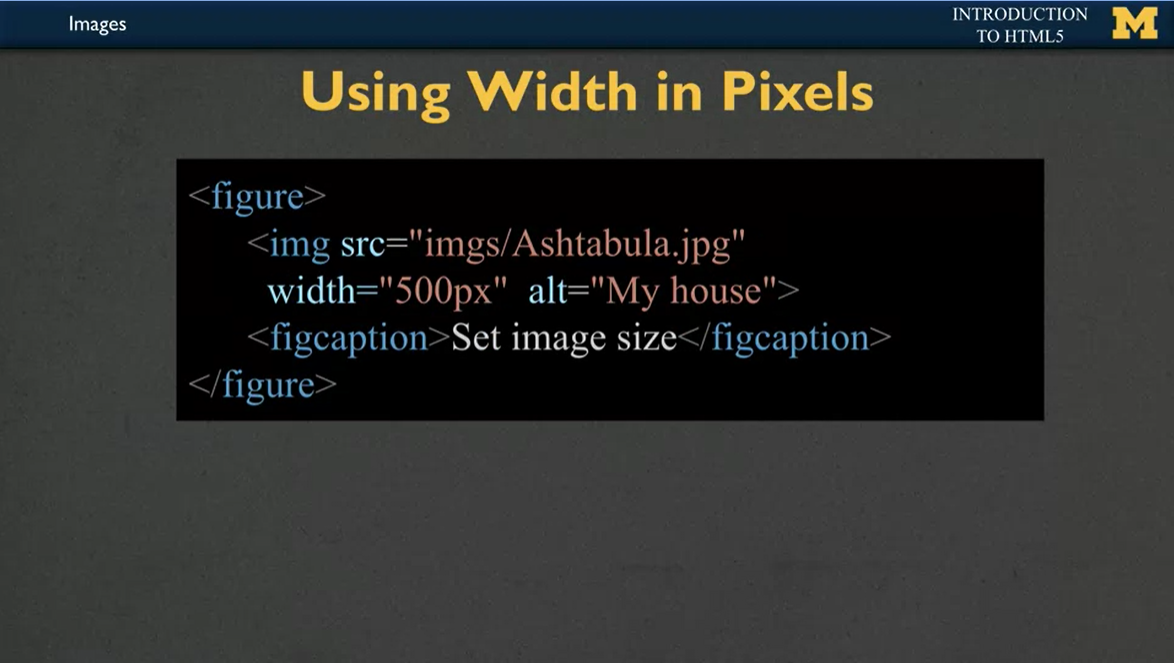 Images
INTRODUCTION
TO HTML5
M
Using Width in Pixels
<figure>
<img src="imgs/Ashtabula.jpg"
width="500px" alt="My house">
<figcaption>Set image size</figcaption>
</figure>